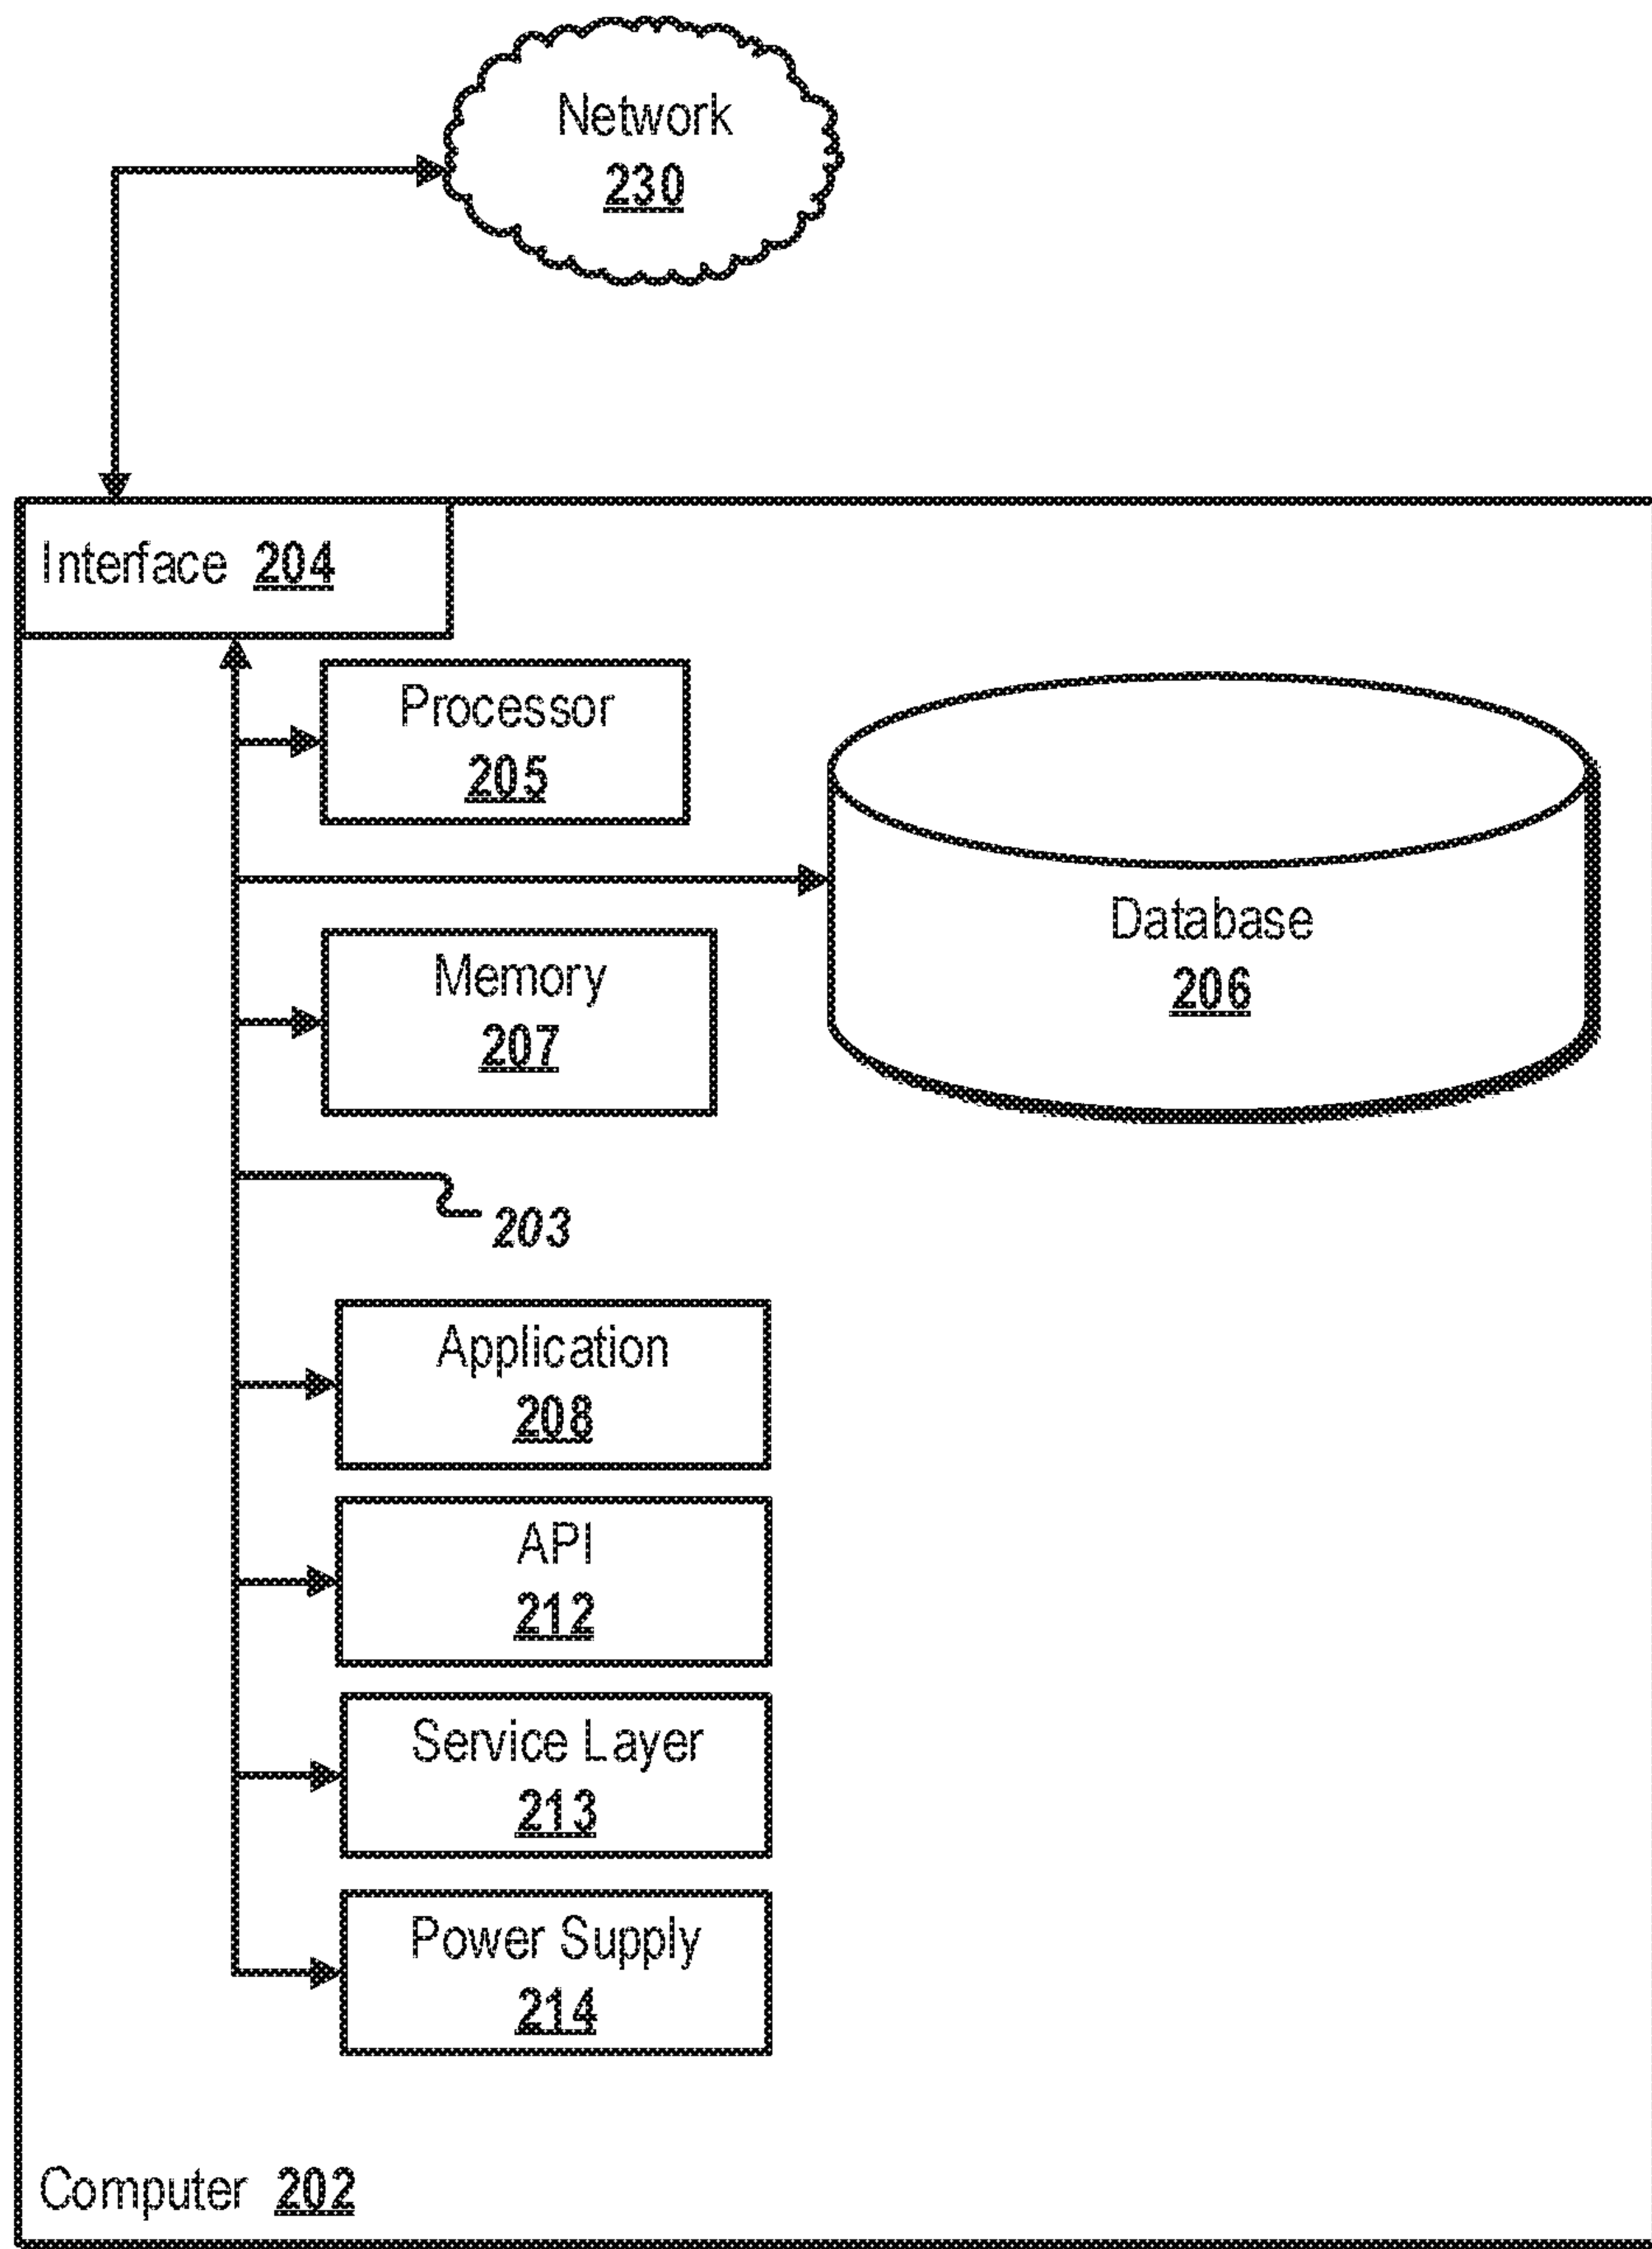 Network
230
Interface 204
Processor
205
Database
206
Memory
207
203
Application
208
API
212
Service Layer
213
Power Supply
214
Computer 202